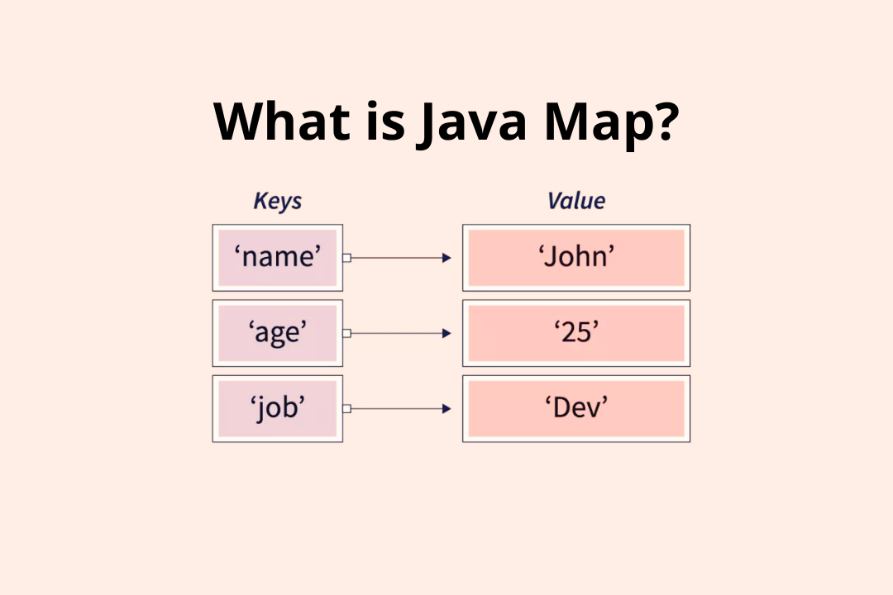 What is Java Map?
Keys Value
‘name’ ‘John’
‘age’ ‘25’
‘job’ ‘Dev’